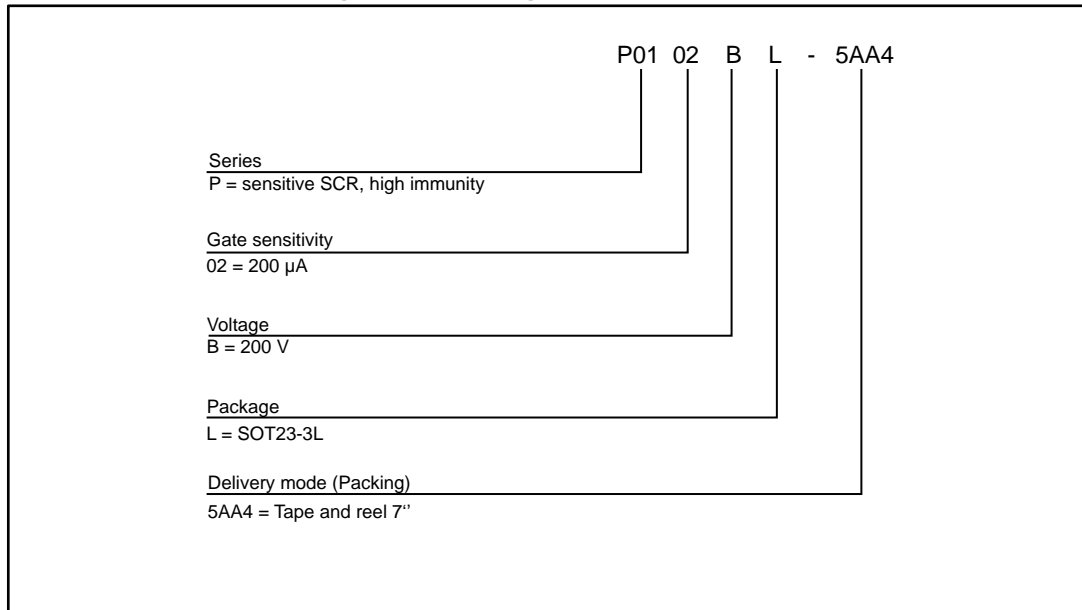 P01 02 B L - 5AA4
Series
P = sensitive SCR, high immunity
Gate sensitivity
02 = 200 µA
Voltage
B = 200 V
Package
L = SOT23-3L
Delivery mode (Packing)
5AA4 = Tape and reel 7‘’